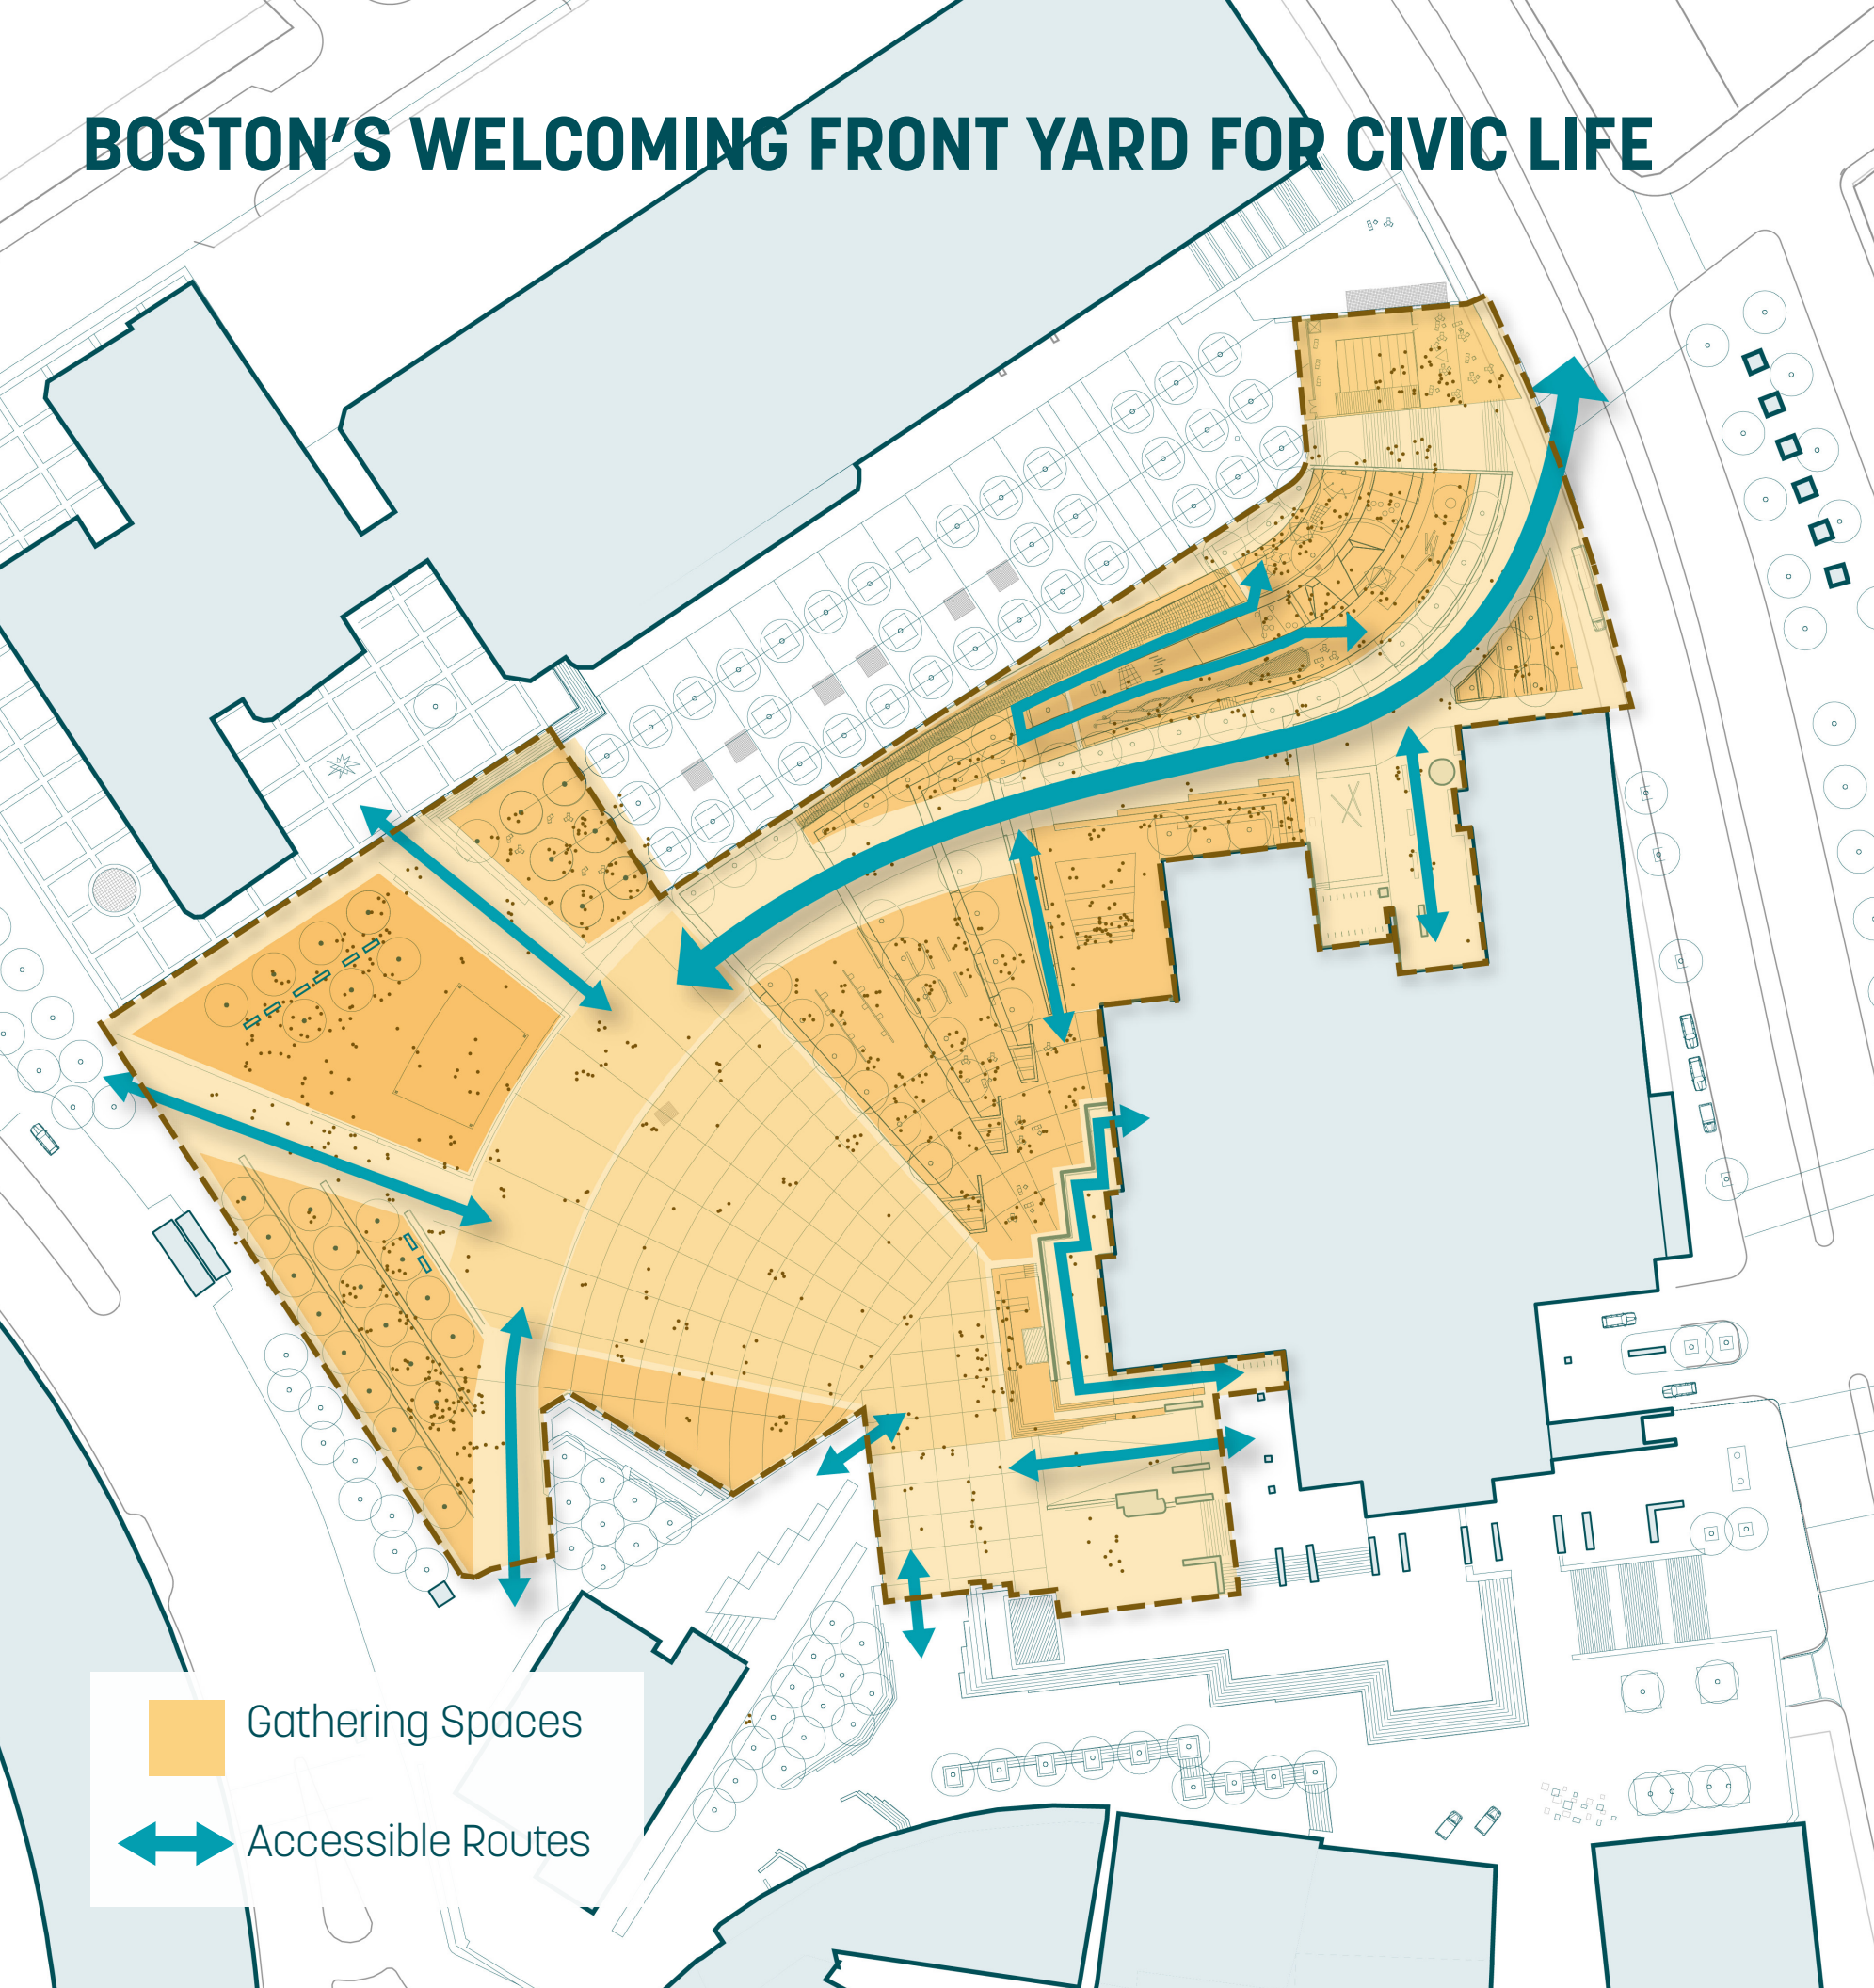 BOSTON’S WELCOMING FRONT YARD FOR CIVIC LIFE
Gathering Spaces
Accessible Routes